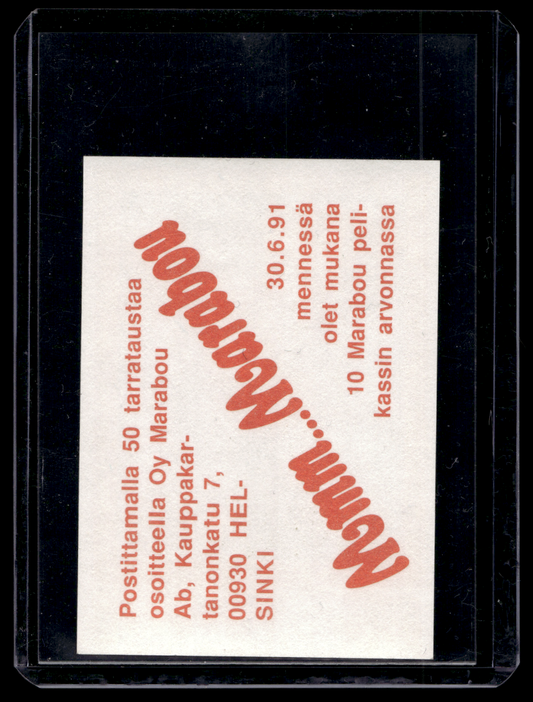 Postittamalla 50 tarrataustaa
osoitteella Oy Marabou
Ab, Kauppakar-
tanonkatu 7,
00930 HEL-
SINKI
Mmmm...Marabou
30.6.91
mennessä
olet mukana
10 Marabou peli-
kassin arvonnassa